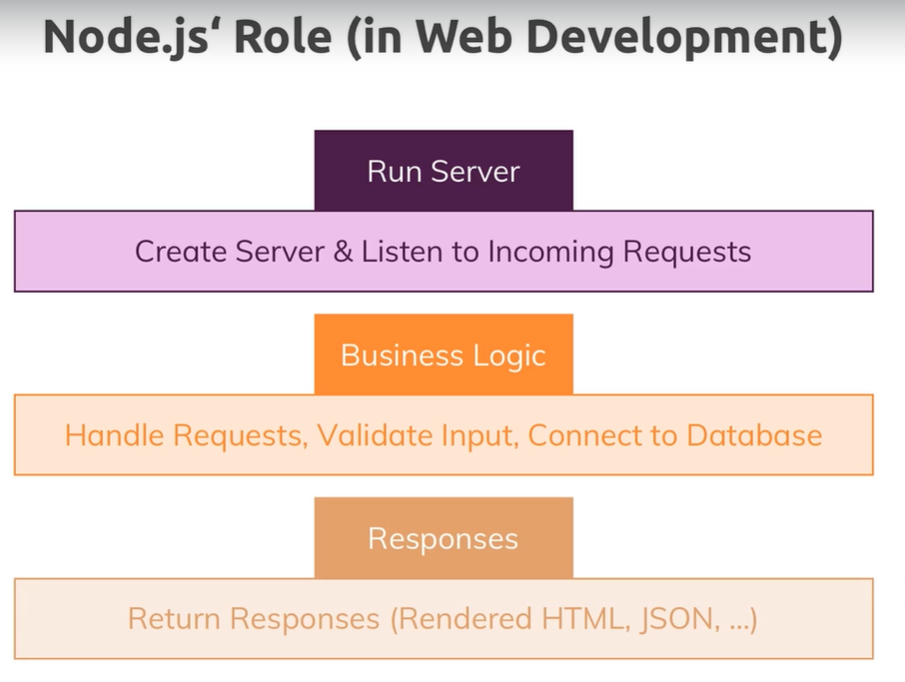 Node.js‘ Role (in Web Development)
Run Server
Create Server & Listen to Incoming Requests
Business Logic
Handle Requests, Validate Input, Connect to Database
Responses
Return Responses (Rendered HTML, JSON, ...)